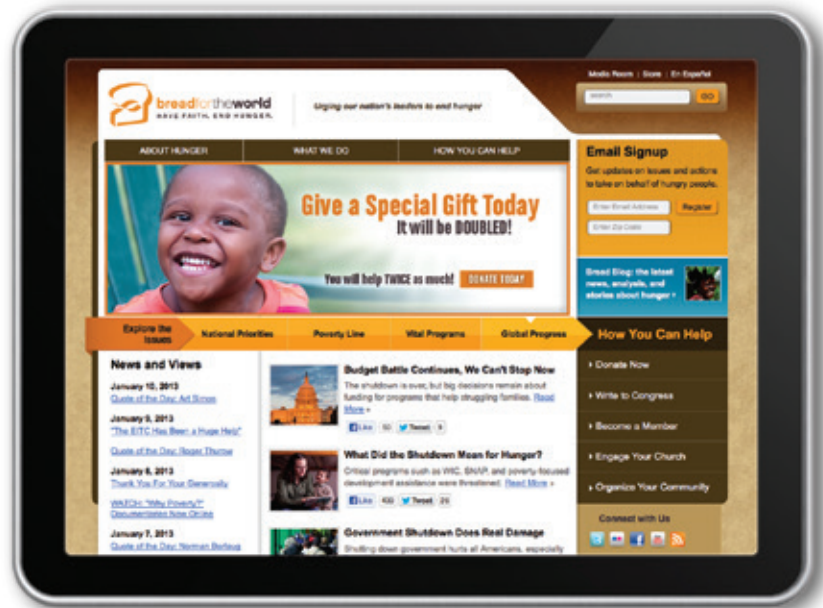 Media Room | Store | En Español
search
GO
breadfortheworld
HAVE FAITH. END HUNGER.
Urging our nation's leaders to end hunger
ABOUT HUNGER
WHAT WE DO
HOW YOU CAN HELP
Give a Special Gift Today
It will be DOUBLED!
You will help TWICE as much!
DONATE TODAY
Email Signup
Get updates on issues and actions
to take on behalf of hungry people.
Enter Email Address
Register
Enter Zip Code
Bread Blog: the latest
news, analysis, and
stories about hunger
Explore the
Issues
National Priorities
Poverty Line
Vital Programs
Global Progress
How You Can Help
News and Views
January 10, 2013
Quote of the Day: Art Simon
January 9, 2013
"The EITC Has Been a Huge Help"
Quote of the Day: Roger Thurow
January 8, 2013
Thank You For Your Generosity
WATCH: "Why Poverty?"
Documentaries Now Online
January 7, 2013
Quote of the Day: Norman Borlaug
Budget Battle Continues, We Can't Stop Now
The shutdown is over, but big decisions remain about
funding for programs that help struggling families. Read
More »
Like 50 Tweet 9
What Did the Shutdown Mean for Hunger?
Critical programs such as WIC, SNAP, and poverty-focused
development assistance were threatened. Read More »
Like Tweet
Government Shutdown Does Real Damage
Shutting down government hurts all Americans, especially
Donate Now
Write to Congress
Become a Member
Engage Your Church
Organize Your Community
Connect with Us